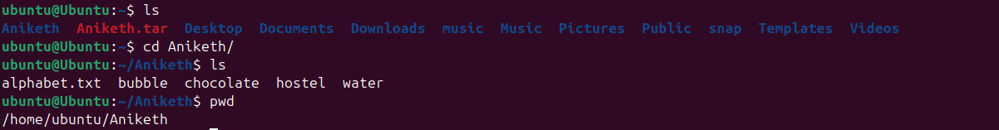 ubuntu@Ubuntu:~$ ls
Aniketh  Aniketh.tar  Desktop  Documents  Downloads  music  Music  Pictures  Public  snap  Templates  Videos
ubuntu@Ubuntu:~$ cd Aniketh/
ubuntu@Ubuntu:~/Aniketh$ ls
alphabet.txt  bubble  chocolate  hostel  water
ubuntu@Ubuntu:~/Aniketh$ pwd
/home/ubuntu/Aniketh